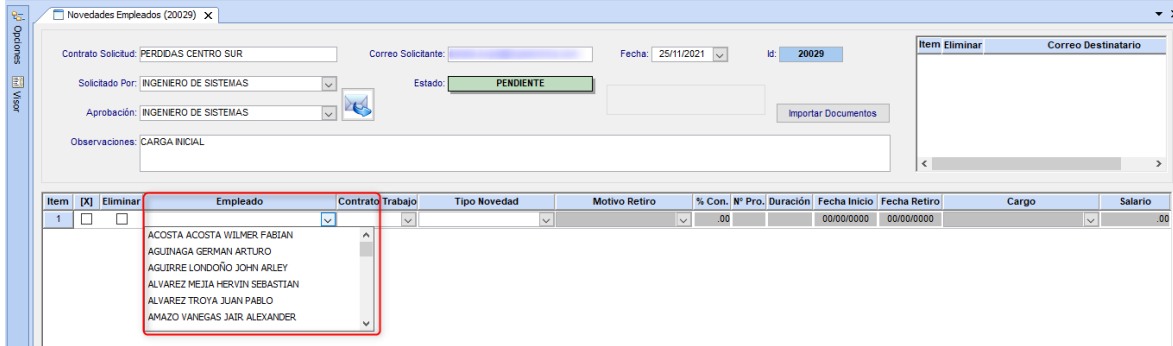 Novedades Empleados (20029)
Opciones
Visor
Contrato Solicitud: PERDIDAS CENTRO SUR Correo Solicitante: Fecha: 25/11/2021 Id: 20029
Solicitado Por: INGENIERO DE SISTEMAS Estado: PENDIENTE
Aprobación: INGENIERO DE SISTEMAS Importar Documentos
Observaciones: CARGA INICIAL
Item Eliminar Correo Destinatario
Item [X] Eliminar Empleado Contrato Trabajo Tipo Novedad Motivo Retiro % Con. Nº Pro. Duración Fecha Inicio Fecha Retiro Cargo Salario
1 .00 00/00/0000 00/00/0000 .00
ACOSTA ACOSTA WILMER FABIAN
AGUINAGA GERMAN ARTURO
AGUIRRE LONDOÑO JOHN ARLEY
ALVAREZ MEJIA HERVIN SEBASTIAN
ALVAREZ TROYA JUAN PABLO
AMAZO VANEGAS JAIR ALEXANDER